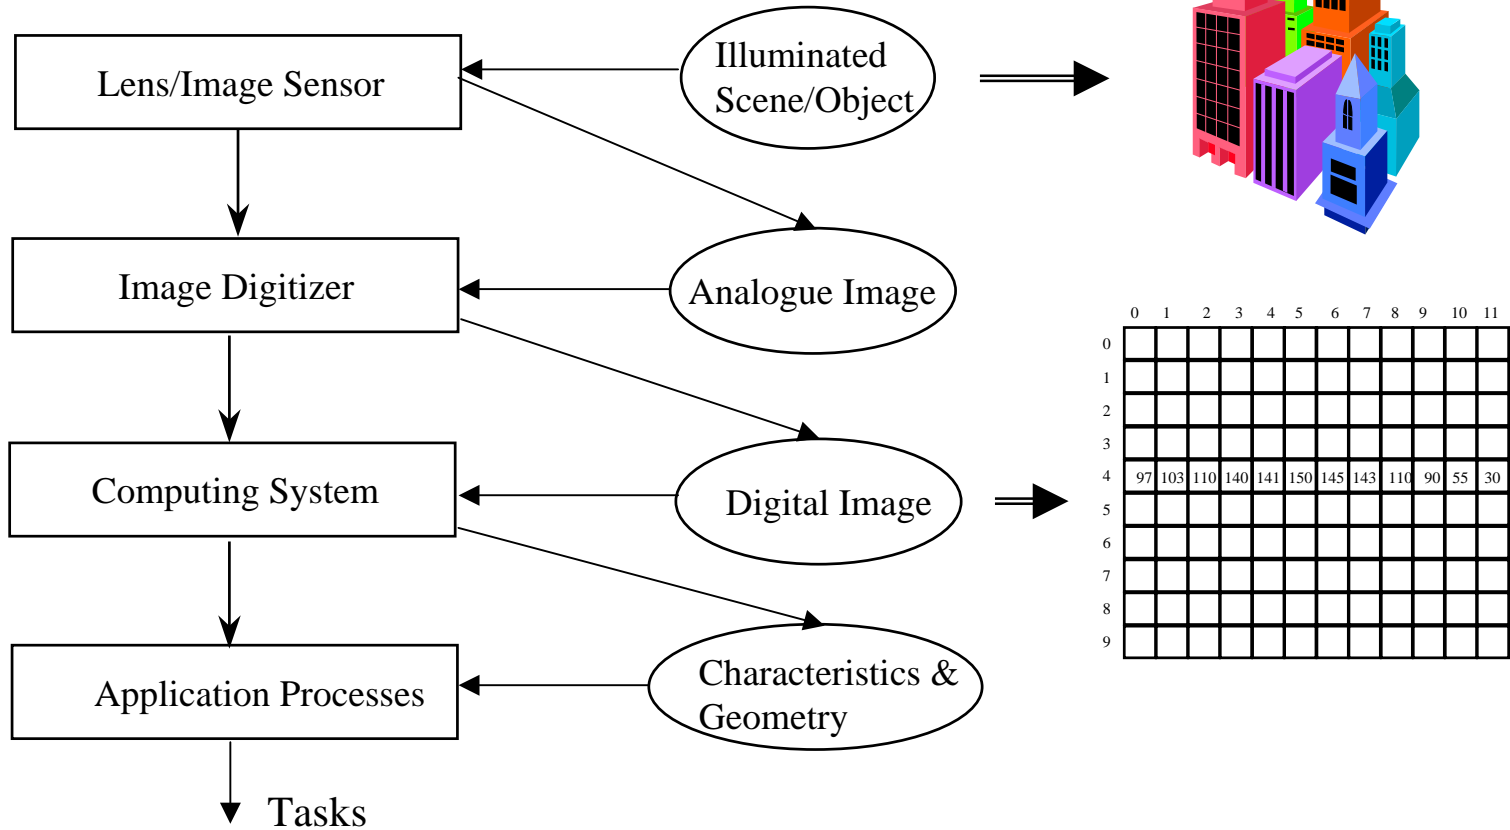 Lens/Image Sensor
Illuminated
Scene/Object
Image Digitizer
Analogue Image
0 1 2 3 4 5 6 7 8 9 10 11
0
1
2
3
4 97 103 110 140 141 150 145 143 110 90 55 30
5
6
7
8
9
Computing System
Digital Image
Application Processes
Characteristics &
Geometry
Tasks